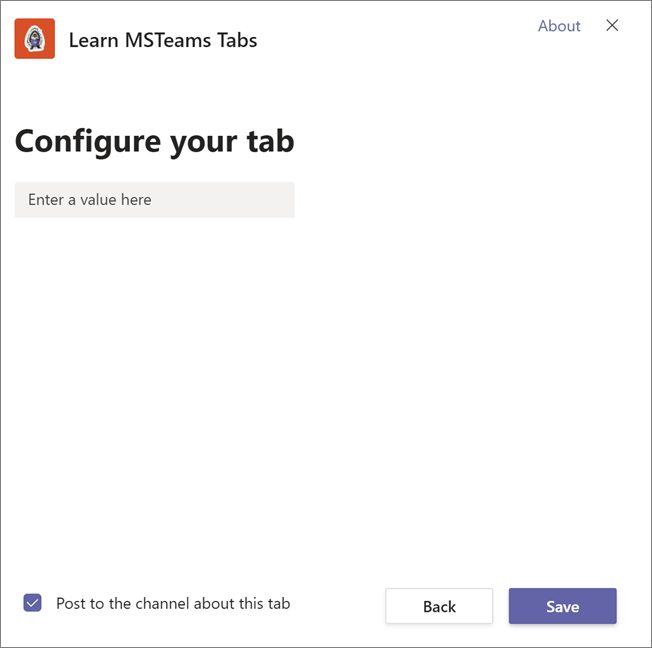 Learn MSTeams Tabs
About
Configure your tab
Enter a value here
Post to the channel about this tab
Back
Save